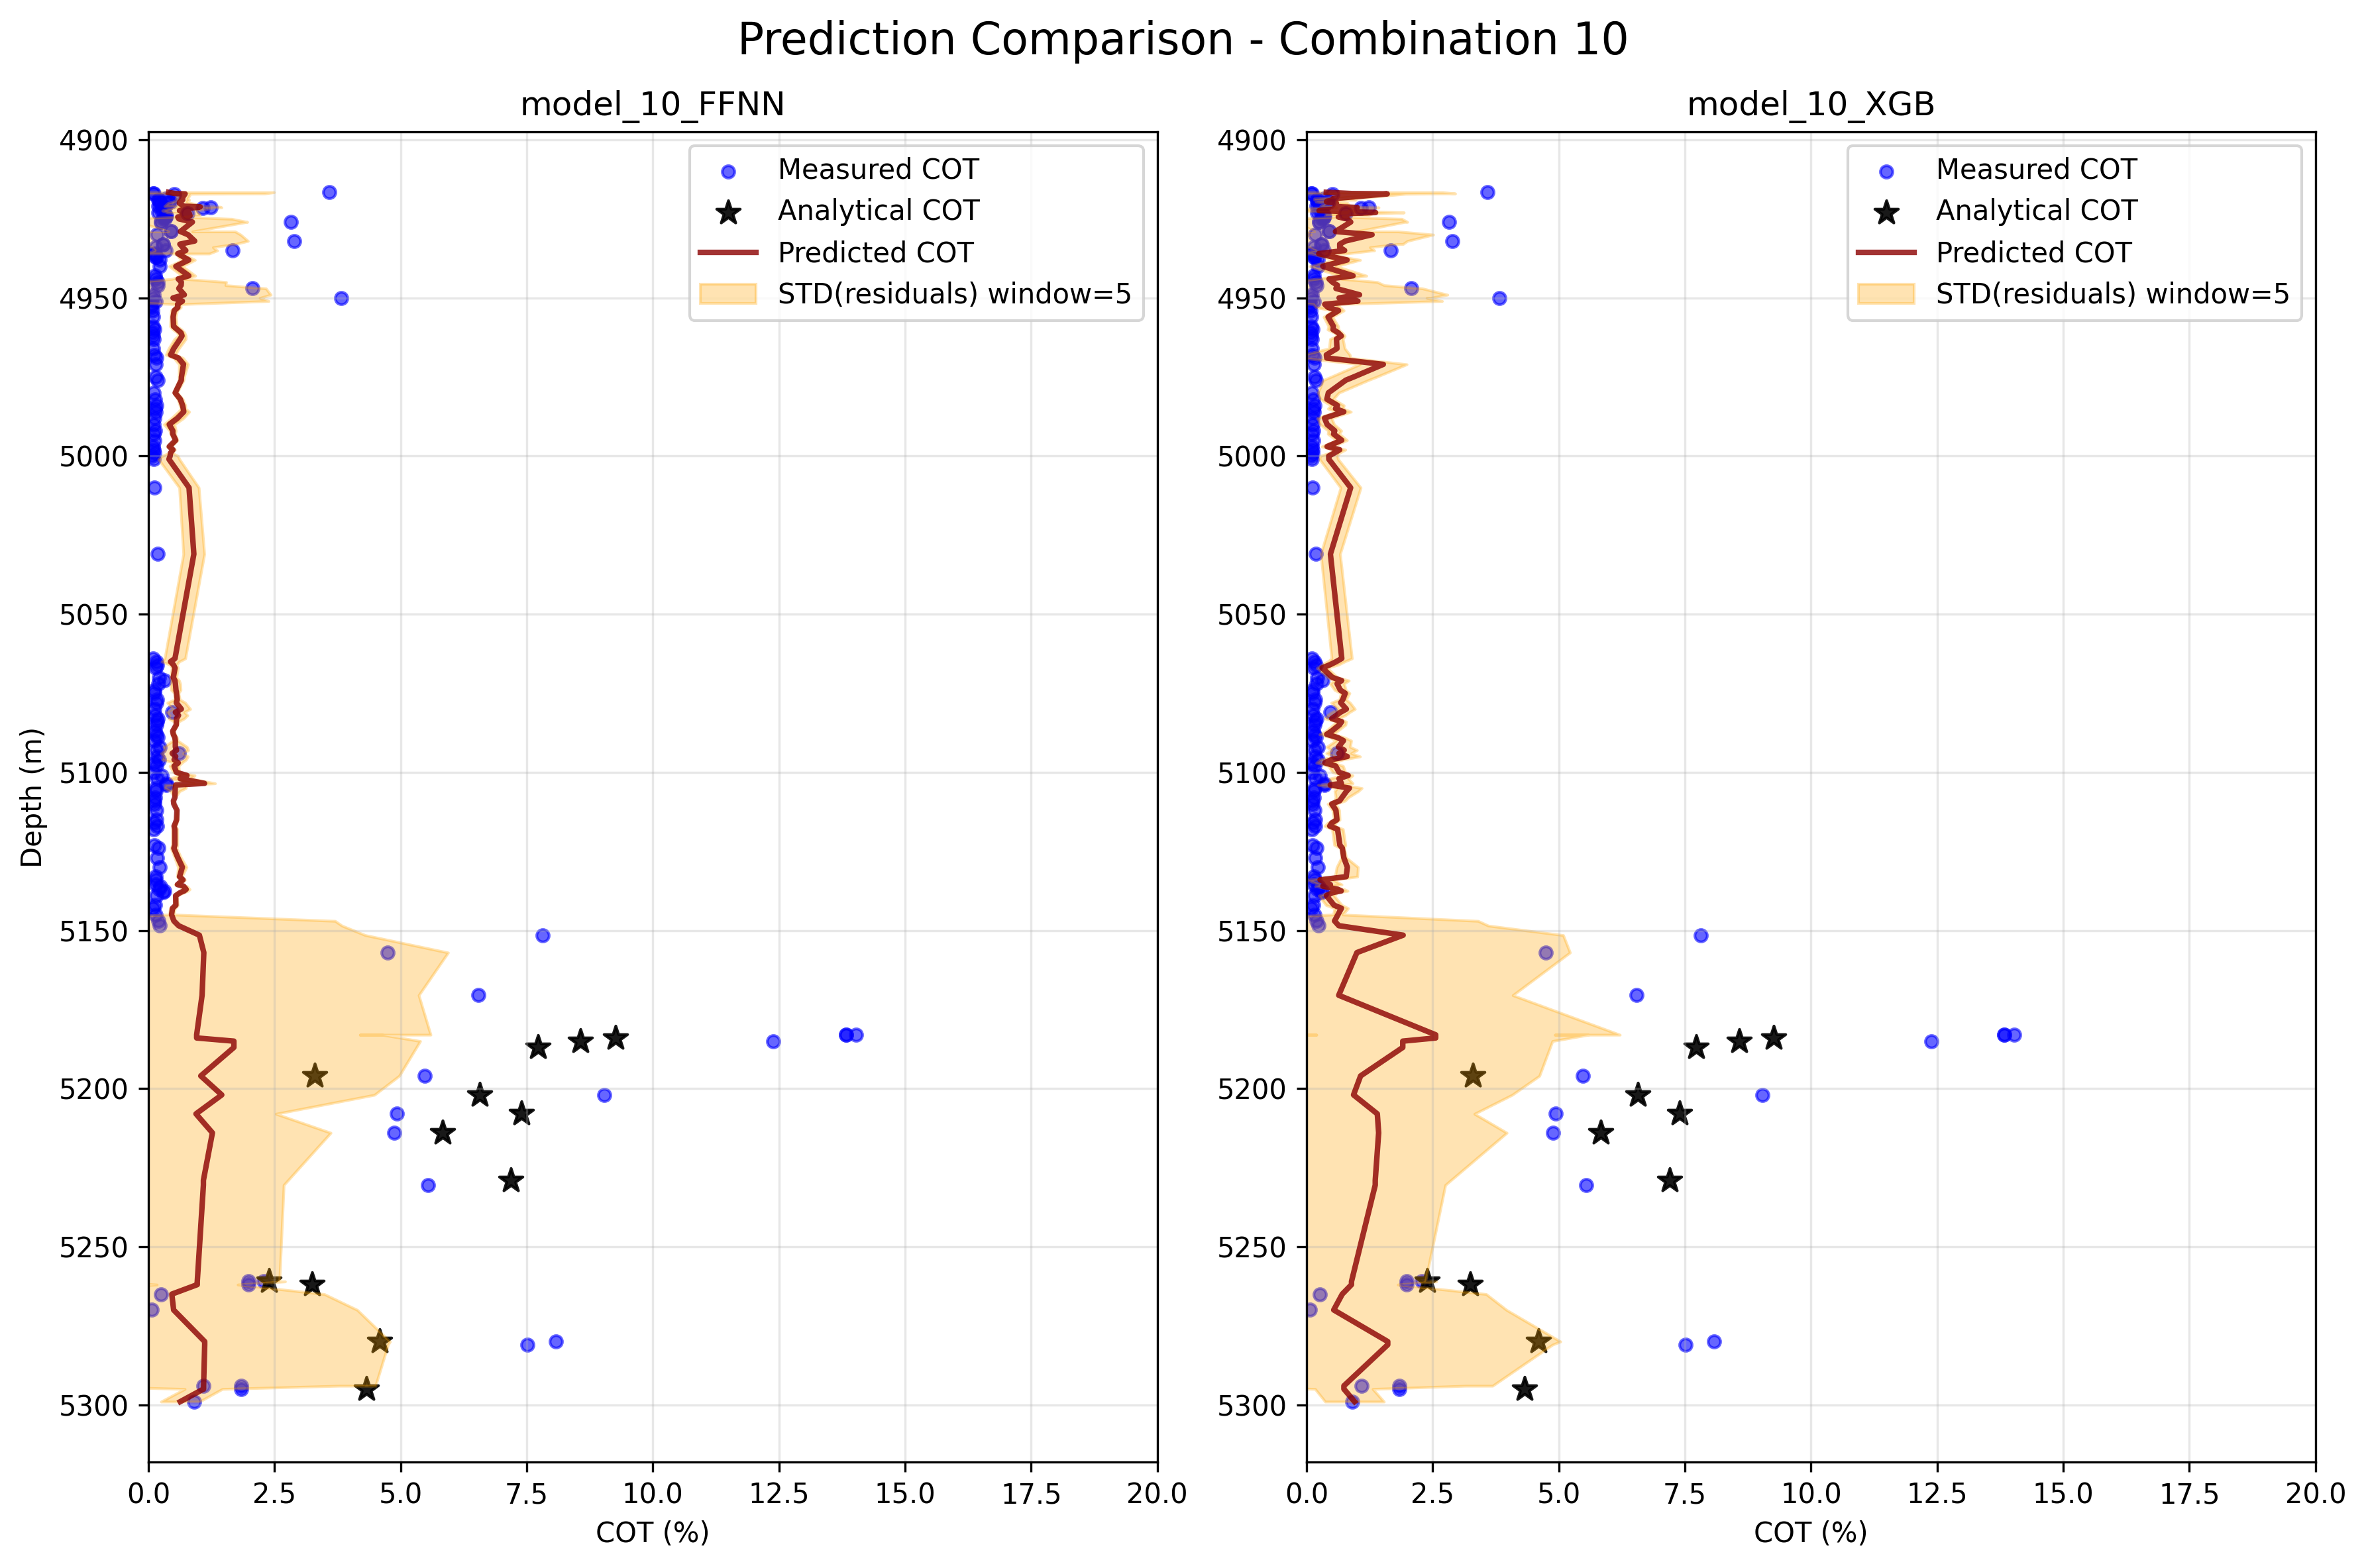 Prediction Comparison - Combination 10
model_10_FFNN
Depth (m)
4900
4950
5000
5050
5100
5150
5200
5250
5300
Measured COT
Analytical COT
Predicted COT
STD(residuals) window=5
0.0 2.5 5.0 7.5 10.0 12.5 15.0 17.5 20.0
COT (%)
model_10_XGB
4900
4950
5000
5050
5100
5150
5200
5250
5300
Measured COT
Analytical COT
Predicted COT
STD(residuals) window=5
0.0 2.5 5.0 7.5 10.0 12.5 15.0 17.5 20.0
COT (%)